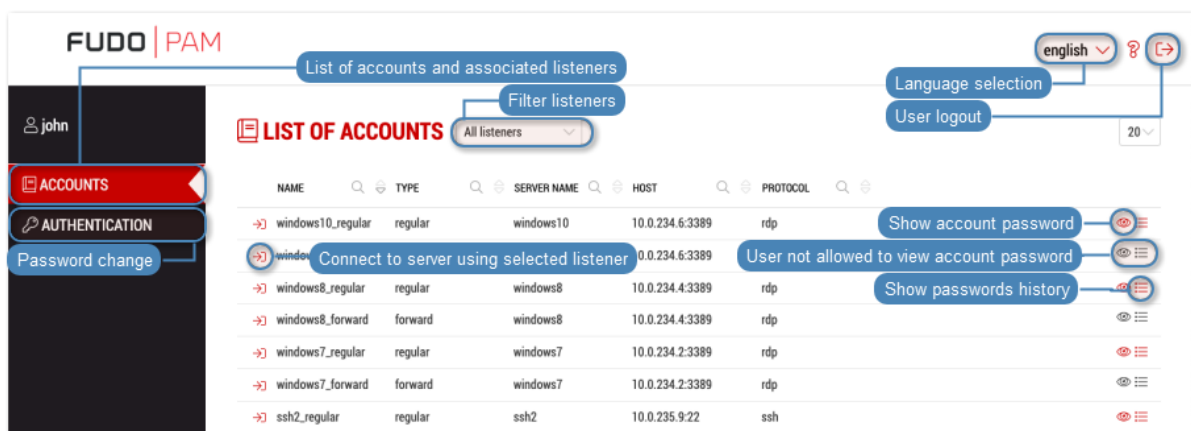 FUDO PAM
List of accounts and associated listeners
english
Language selection
Filter listeners
User logout
john
LIST OF ACCOUNTS All listeners 20
ACCOUNTS
NAME TYPE SERVER NAME HOST PROTOCOL
AUTHENTICATION
windows10_regular regular windows10 10.0.234.6:3389 rdp Show account password
Password change
Connect to server using selected listener User not allowed to view account password
windows8_regular regular windows8 10.0.234.4:3389 rdp Show passwords history
windows8_forward forward windows8 10.0.234.4:3389 rdp
windows7_regular regular windows7 10.0.234.2:3389 rdp
windows7_forward forward windows7 10.0.234.2:3389 rdp
ssh2_regular regular ssh2 10.0.235.9:22 ssh